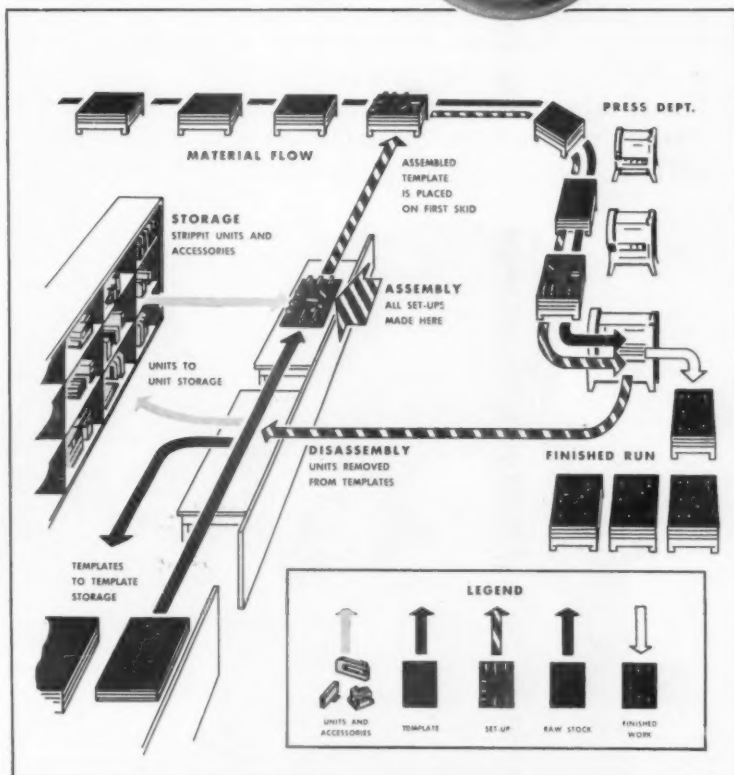 PRESS DEPT.
MATERIAL FLOW
ASSEMBLED
TEMPLATE
IS PLACED
ON FIRST SKID
STORAGE
STRIPPIT UNITS AND
ACCESSORIES
ASSEMBLY
ALL SET-UPS
MADE HERE
UNITS TO
UNIT STORAGE
DISASSEMBLY
UNITS REMOVED
FROM TEMPLATES
FINISHED RUN
TEMPLATES
TO TEMPLATE
STORAGE
LEGEND
UNITS AND
ACCESSORIES
TEMPLATE
SET-UP
RAW STOCK
FINISHED
WORK